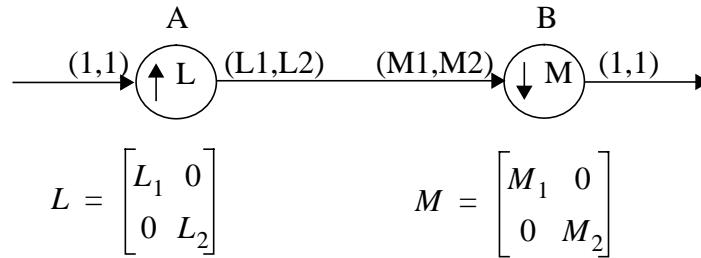 A B
(1,1) ↑ L (L1,L2) (M1,M2) ↓ M (1,1)
L = [L₁ 0 M = [M₁ 0
0 L₂] 0 M₂]